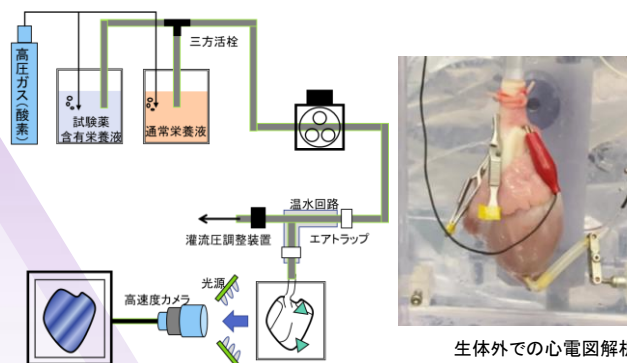 高圧ガス(酸素)
三方活栓
試験薬
含有栄養液
通常栄養液
温水回路
灌流圧調整装置
エアトラップ
光源
高速度カメラ
生体外での心電図解析